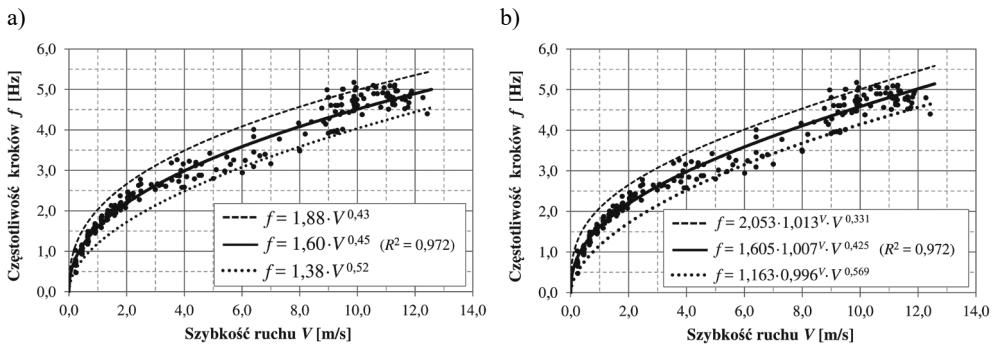 a)
6,0
5,0
4,0
3,0
2,0
1,0
0,0
Częstotliwość kroków f [Hz]
f = 1,88·V^0,43
f = 1,60·V^0,45 (R² = 0,972)
f = 1,38·V^0,52
0,0 2,0 4,0 6,0 8,0 10,0 12,0 14,0
Szybkość ruchu V [m/s]
b)
6,0
5,0
4,0
3,0
2,0
1,0
0,0
Częstotliwość kroków f [Hz]
f = 2,053·1,013^V·V^0,331
f = 1,605·1,007^V·V^0,425 (R² = 0,972)
f = 1,163·0,996^V·V^0,569
0,0 2,0 4,0 6,0 8,0 10,0 12,0 14,0
Szybkość ruchu V [m/s]